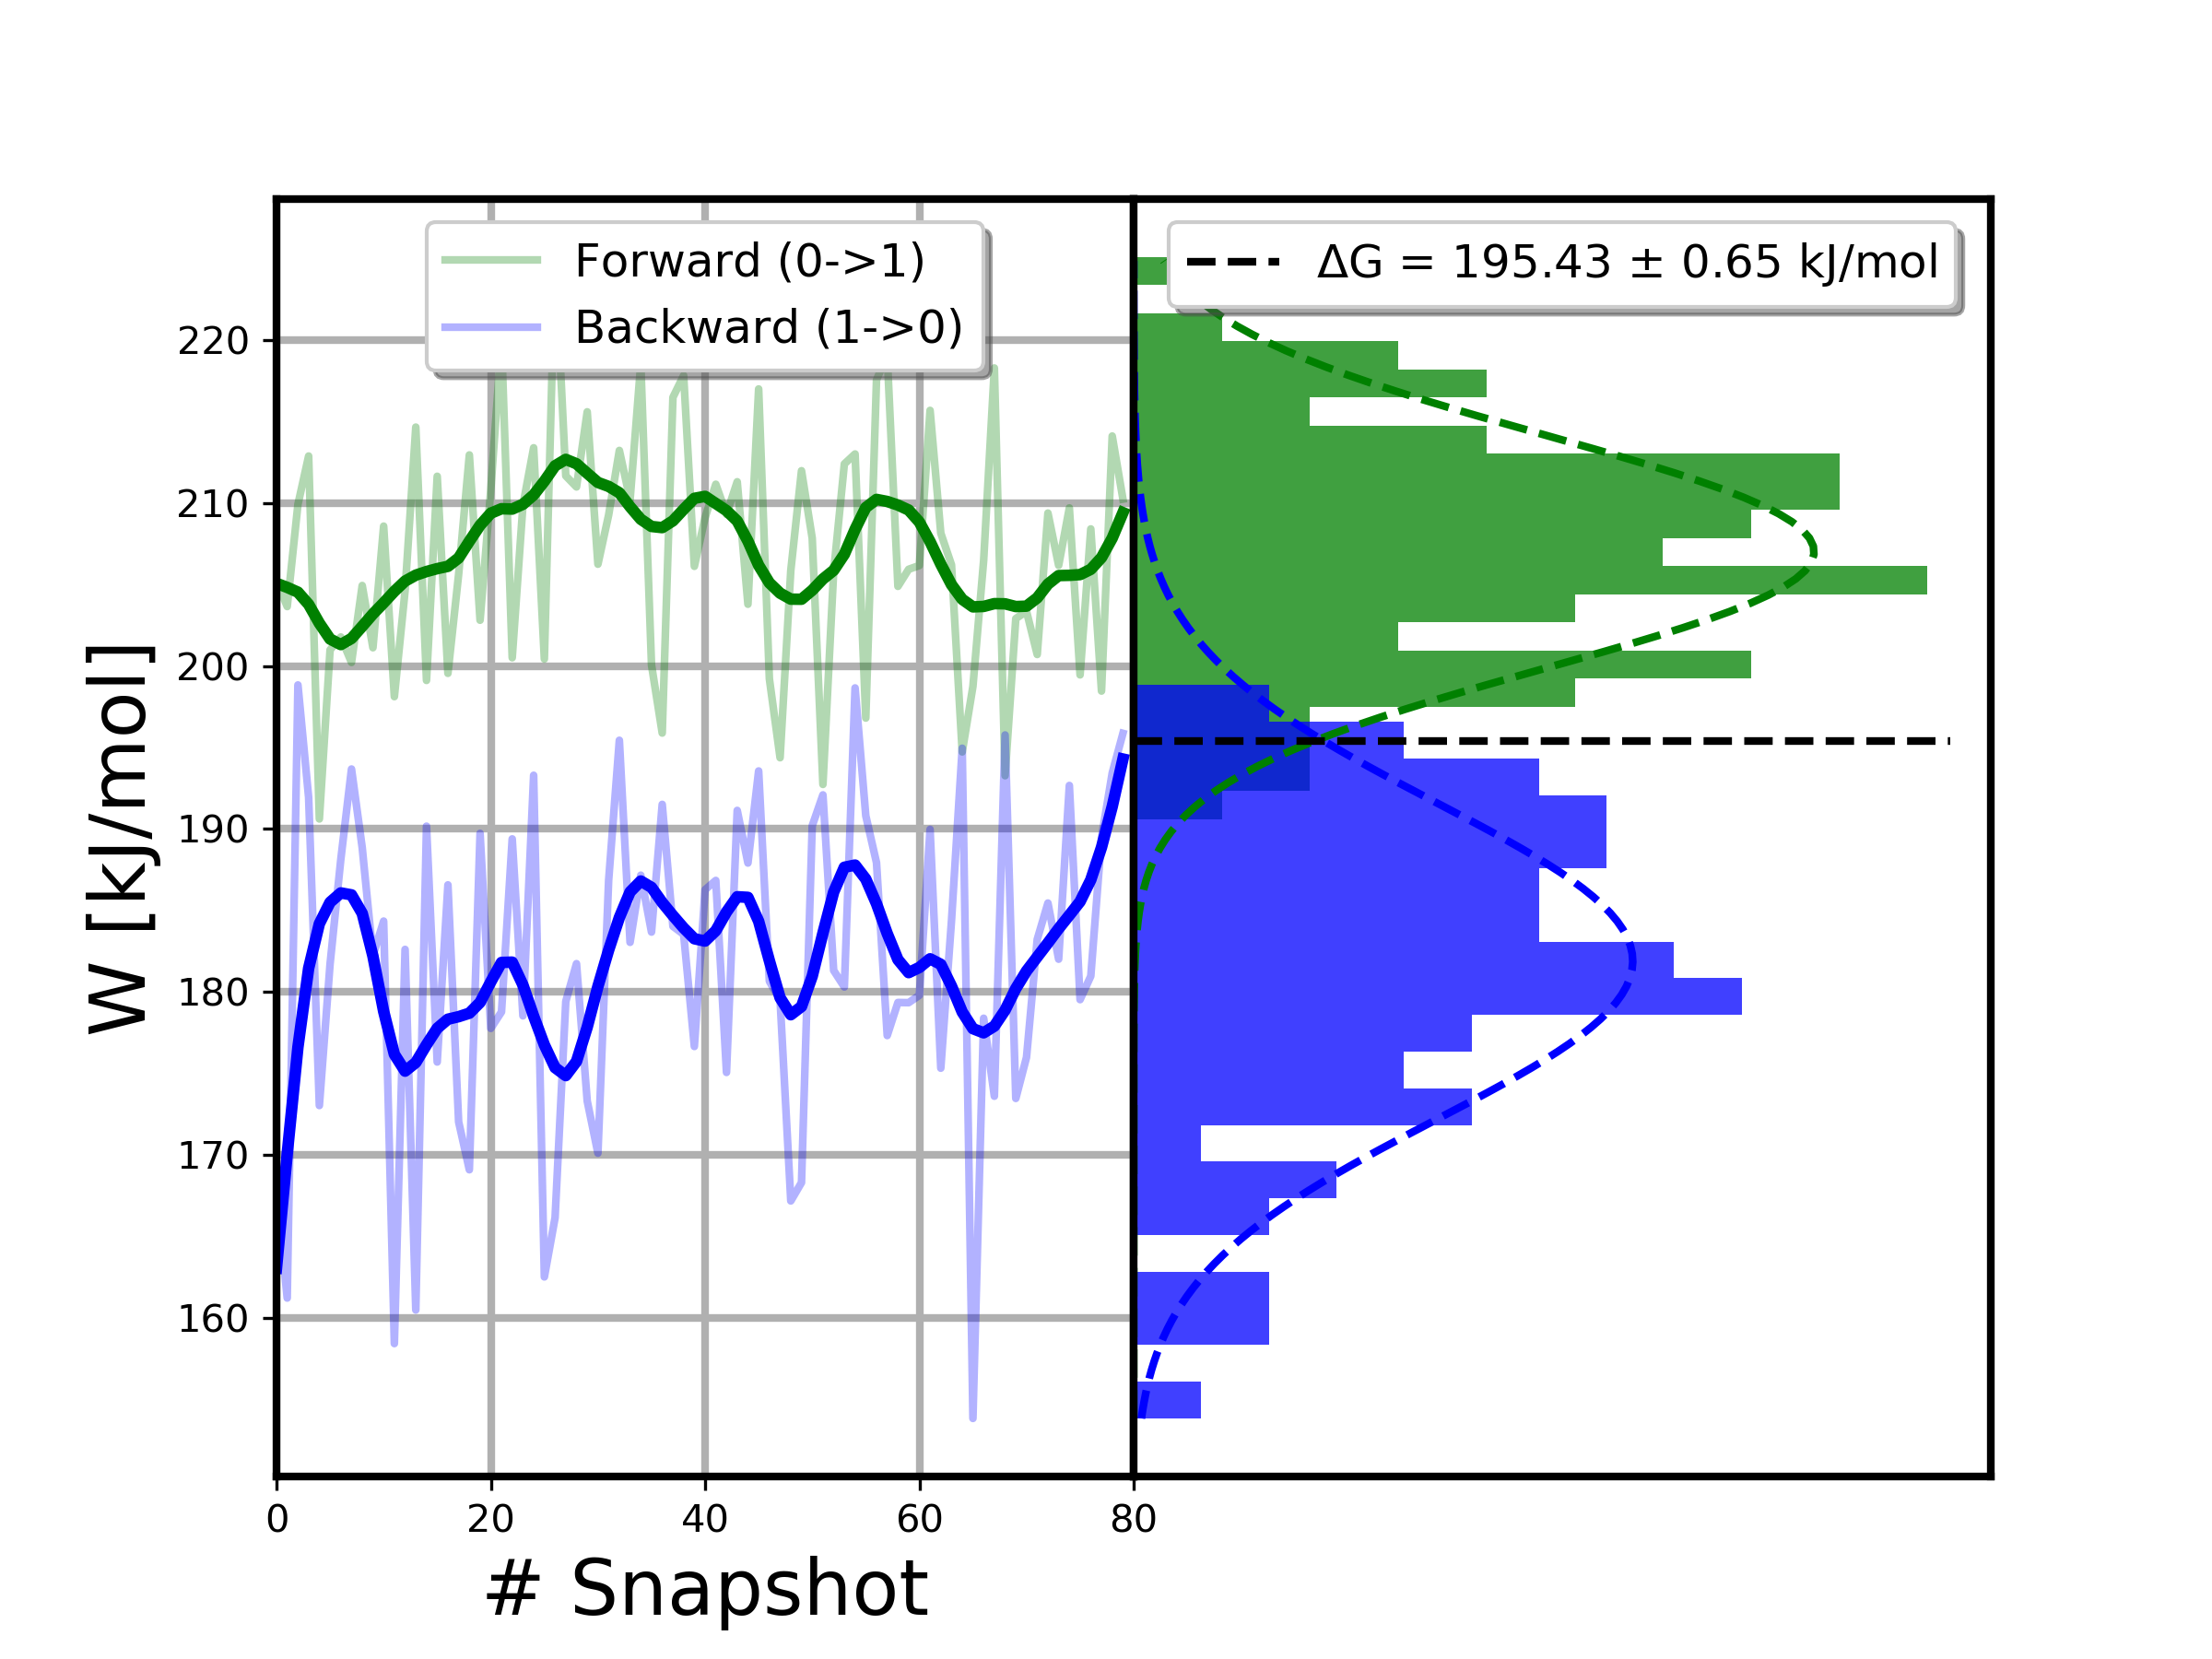 Forward (0->1)
Backward (1->0)
ΔG = 195.43 ± 0.65 kJ/mol
W [kJ/mol]
220
210
200
190
180
170
160
0 20 40 60 80
# Snapshot